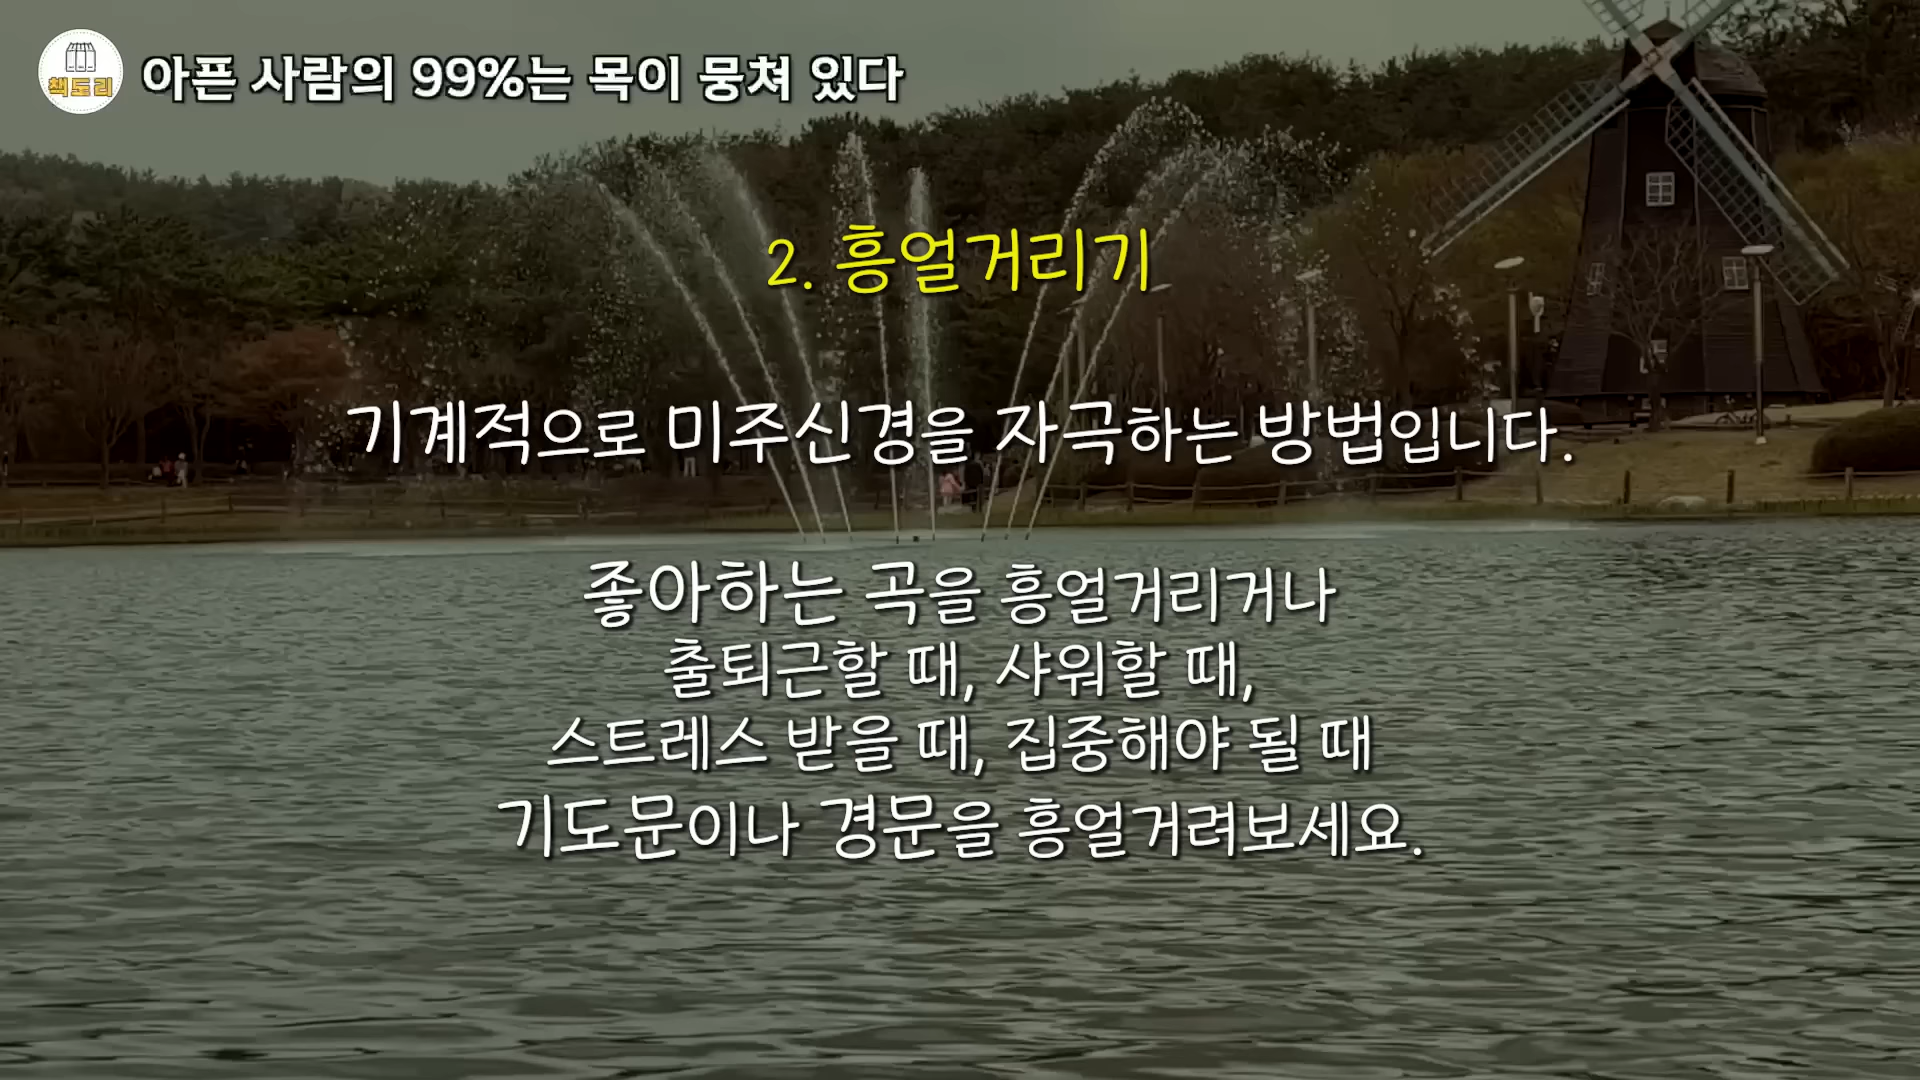 책토리
아픈 사람의 99%는 목이 뭉쳐 있다
2. 흥얼거리기
기계적으로 미주신경을 자극하는 방법입니다.
좋아하는 곡을 흥얼거리거나
출퇴근할 때, 샤워할 때,
스트레스 받을 때, 집중해야 될 때
기도문이나 경문을 흥얼거려보세요.